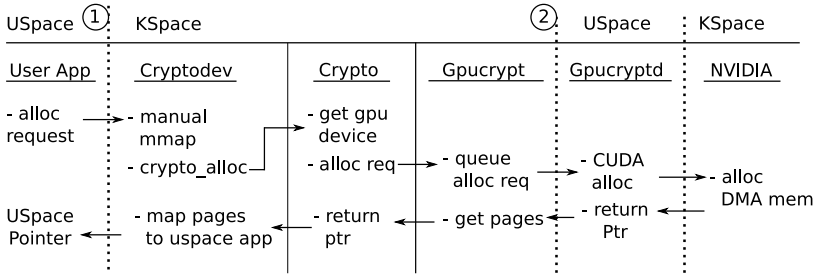 USpace 1 KSpace 2 USpace KSpace
User App Cryptodev Crypto Gpucrypt Gpucryptd NVIDIA
- alloc - manual - get gpu
request mmap device
- crypto_alloc - alloc req - queue - CUDA - alloc
alloc req alloc DMA mem
USpace - map pages - return - get pages - return
Pointer to uspace app ptr Ptr